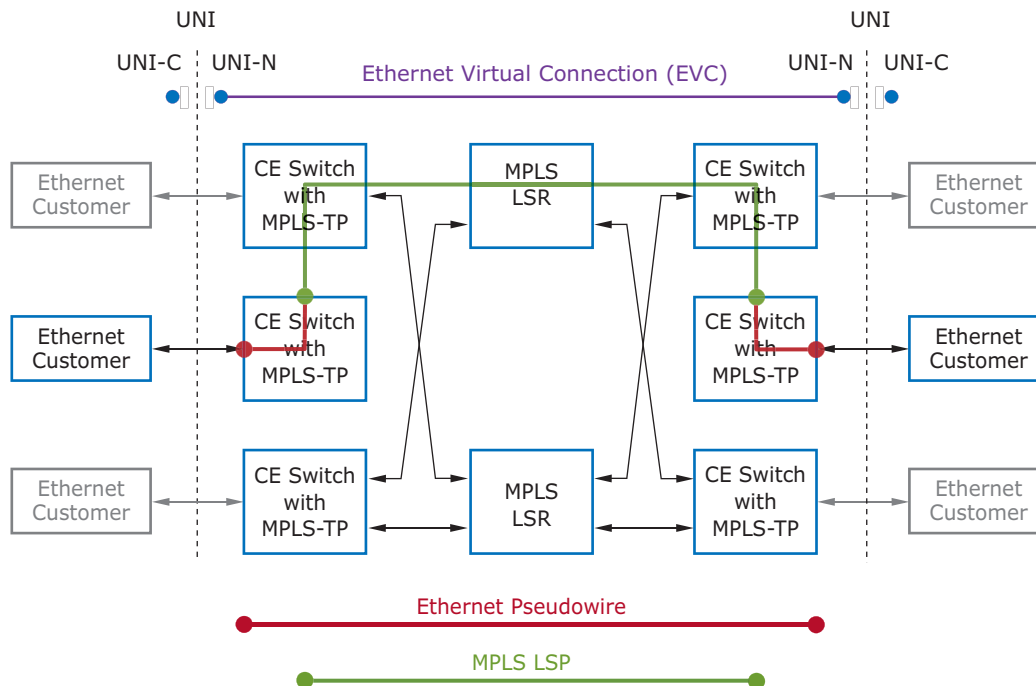 UNI
UNI
UNI-C
UNI-N
Ethernet Virtual Connection (EVC)
UNI-N
UNI-C
Ethernet
Customer
CE Switch
with
MPLS-TP
MPLS
LSR
CE Switch
with
MPLS-TP
Ethernet
Customer
Ethernet
Customer
CE Switch
with
MPLS-TP
CE Switch
with
MPLS-TP
Ethernet
Customer
Ethernet
Customer
CE Switch
with
MPLS-TP
MPLS
LSR
CE Switch
with
MPLS-TP
Ethernet
Customer
Ethernet Pseudowire
MPLS LSP